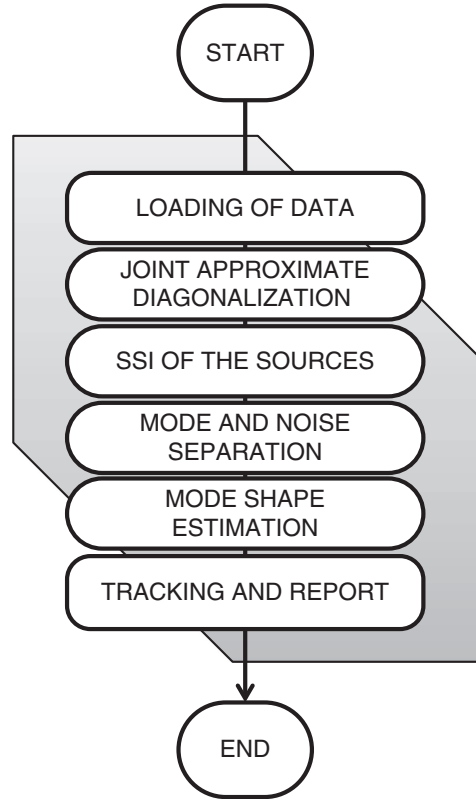 START
LOADING OF DATA
JOINT APPROXIMATE
DIAGONALIZATION
SSI OF THE SOURCES
MODE AND NOISE
SEPARATION
MODE SHAPE
ESTIMATION
TRACKING AND REPORT
END